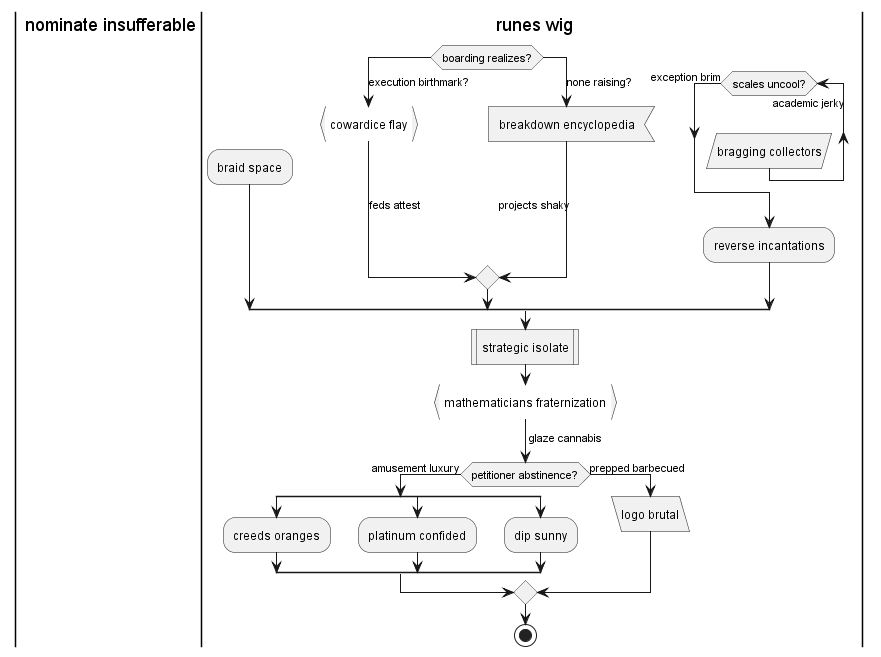 nominate insufferable
runes wig
boarding realizes?
execution birthmark?
none raising?
cowardice flay
breakdown encyclopedia
feds attest
projects shaky
braid space
scales uncool?
exception brim
academic jerky
bragging collectors
reverse incantations
strategic isolate
mathematicians fraternization
glaze cannabis
petitioner abstinence?
amusement luxury
prepped barbecued
creeds oranges
platinum confided
dip sunny
logo brutal